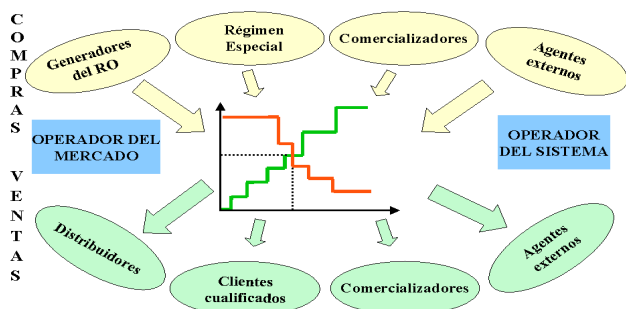 COMPRAS VENTAS
Generadores
del RO
Régimen
Especial
Comercializadores
Agentes
externos
OPERADOR DEL
MERCADO
OPERADOR
DEL SISTEMA
Distribuidores
Clientes
cualificados
Comercializadores
Agentes
externos